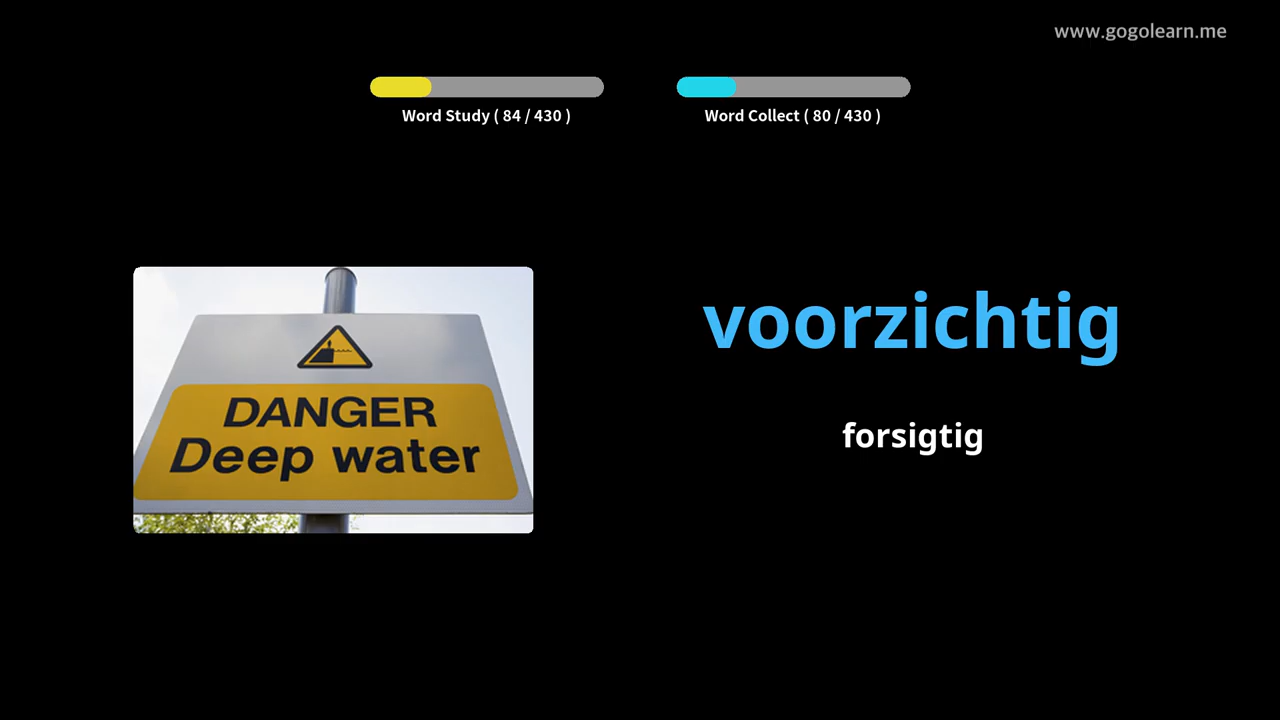 www.gogolearn.me
Word Study ( 84 / 430 )
Word Collect ( 80 / 430 )
DANGER
Deep water
voorzichtig
forsigtig